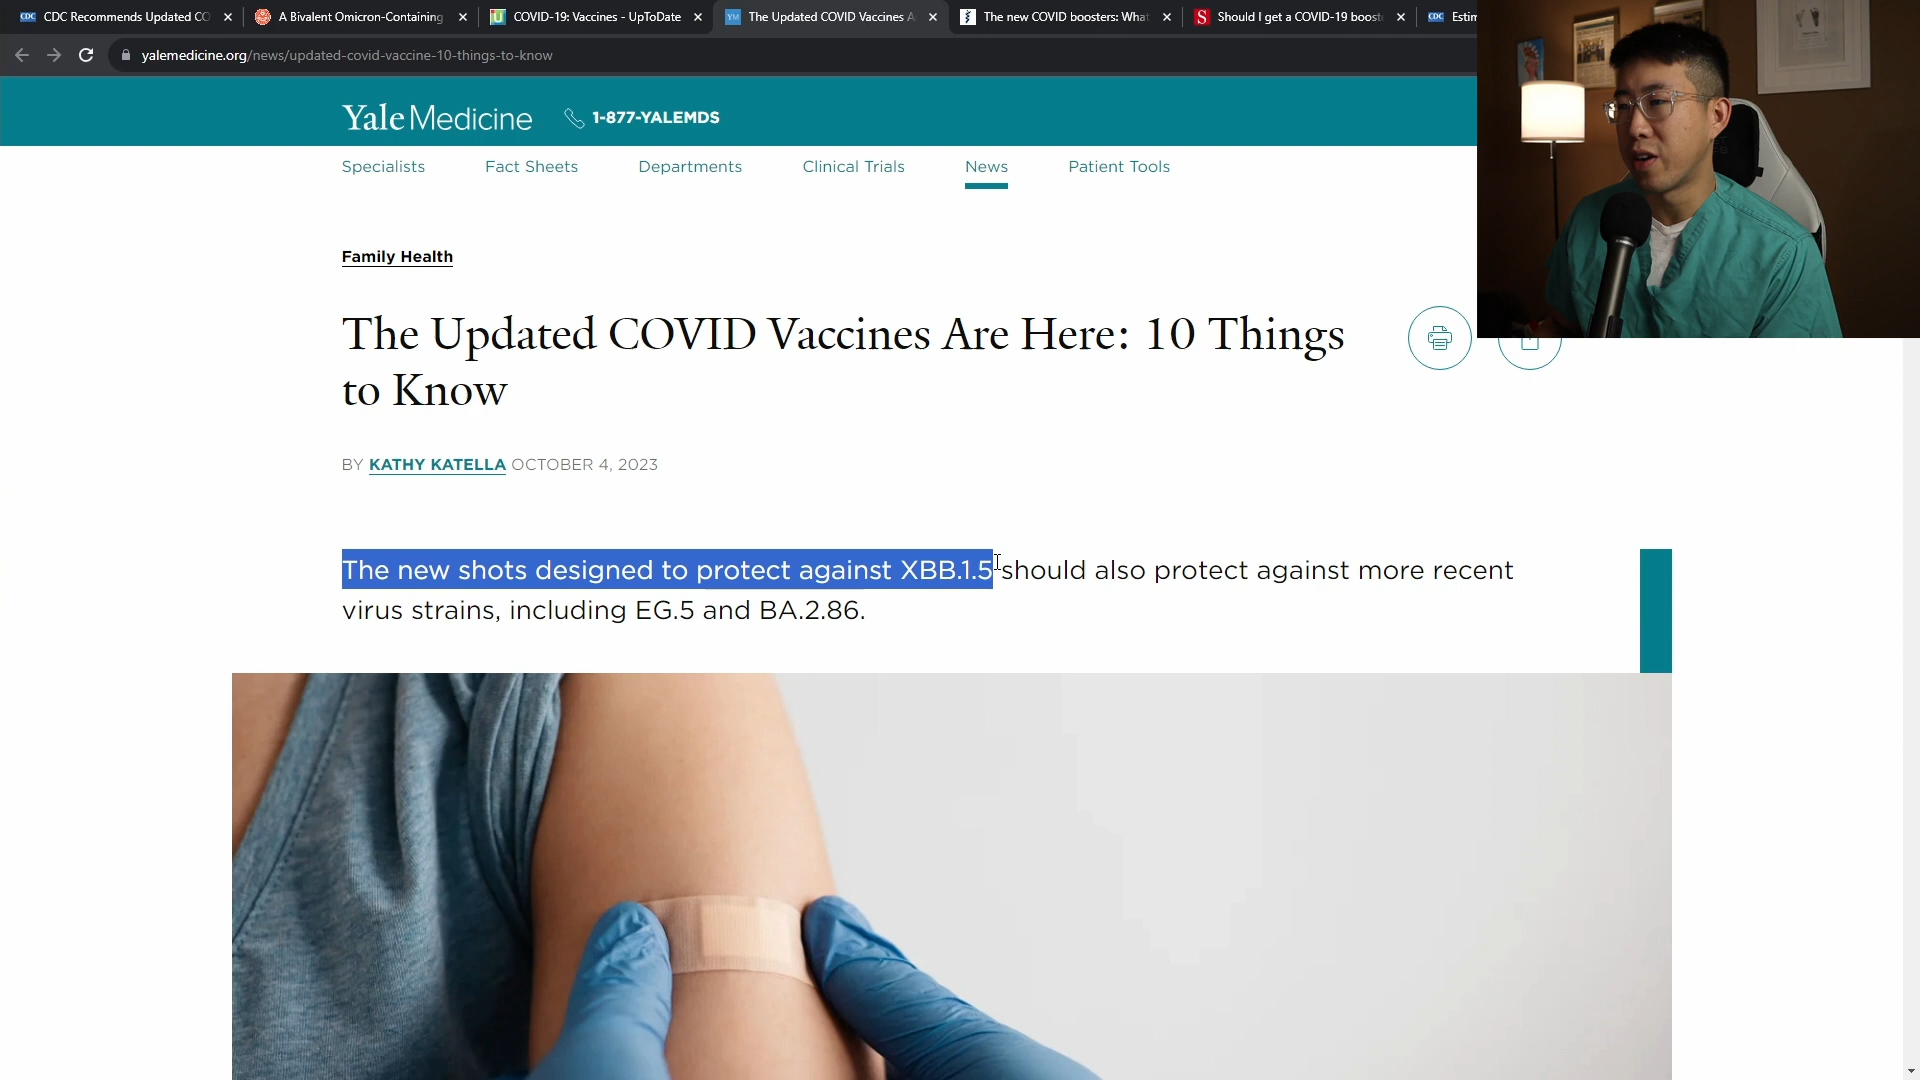 CDC CDC Recommends Updated CO
A Bivalent Omicron-Containing
U COVID-19: Vaccines - UpToDate
YM The Updated COVID Vaccines A
The new COVID boosters: What
S Should I get a COVID-19 boost
CDC Estim
yalemedicine.org/news/updated-covid-vaccine-10-things-to-know
Yale Medicine
1-877-YALEMDS
Specialists
Fact Sheets
Departments
Clinical Trials
News
Patient Tools
Family Health
The Updated COVID Vaccines Are Here: 10 Things
to Know
BY KATHY KATELLA OCTOBER 4, 2023
The new shots designed to protect against XBB.1.5 should also protect against more recent
virus strains, including EG.5 and BA.2.86.